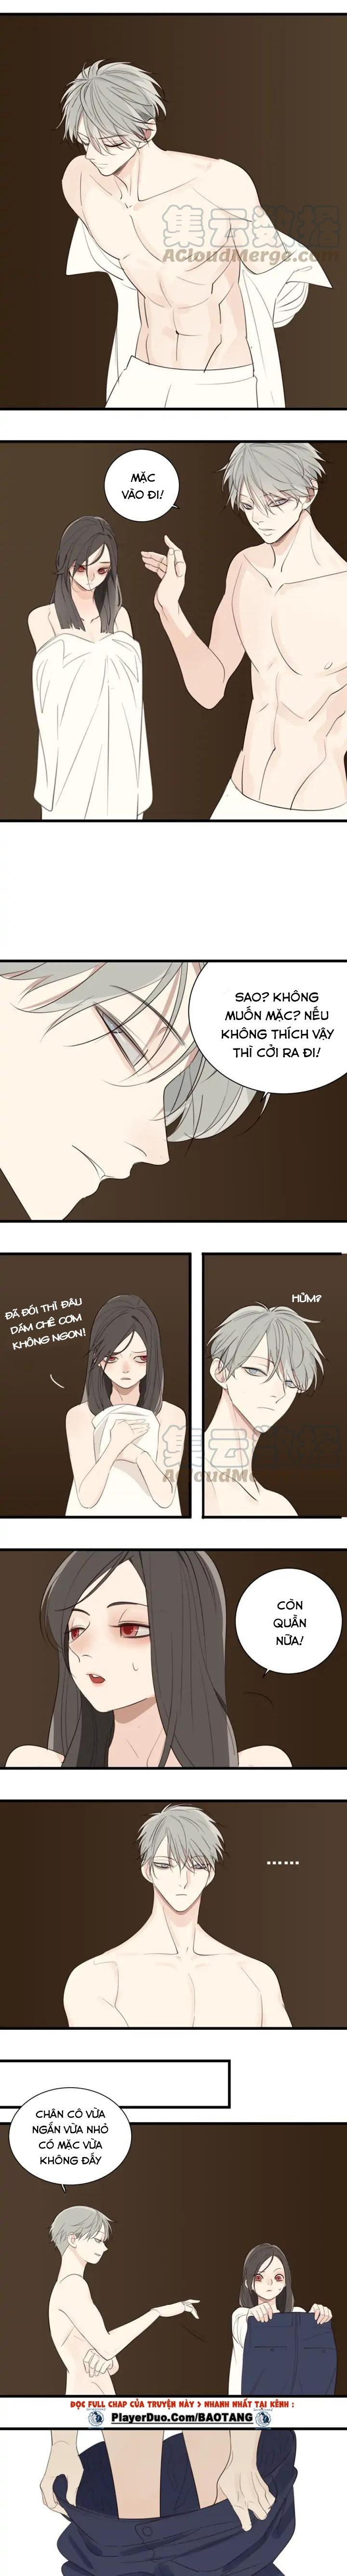 集云数据
ACloudMerge.com
MẶC
VÀO ĐI!
SAO? KHÔNG
MUỐN MẶC? NẾU
KHÔNG THÍCH VẬY
THÌ CỞI RA ĐI!
ĐÃ ĐÓI THÌ ĐÂU
DÁM CHÊ CƠM
KHÔNG NGON!
HỬM?
集云数据
ACloudMe
CÒN
QUẦN
NỮA!
......
CHÂN CÔ VỪA
NGẮN VỪA NHỎ
CÓ MẶC VỪA
KHÔNG ĐẤY
ĐỌC FULL CHAP CỦA TRUYỆN NÀY > NHANH NHẤT TẠI KÊNH :
PlayerDuo.Com/BAOTANG